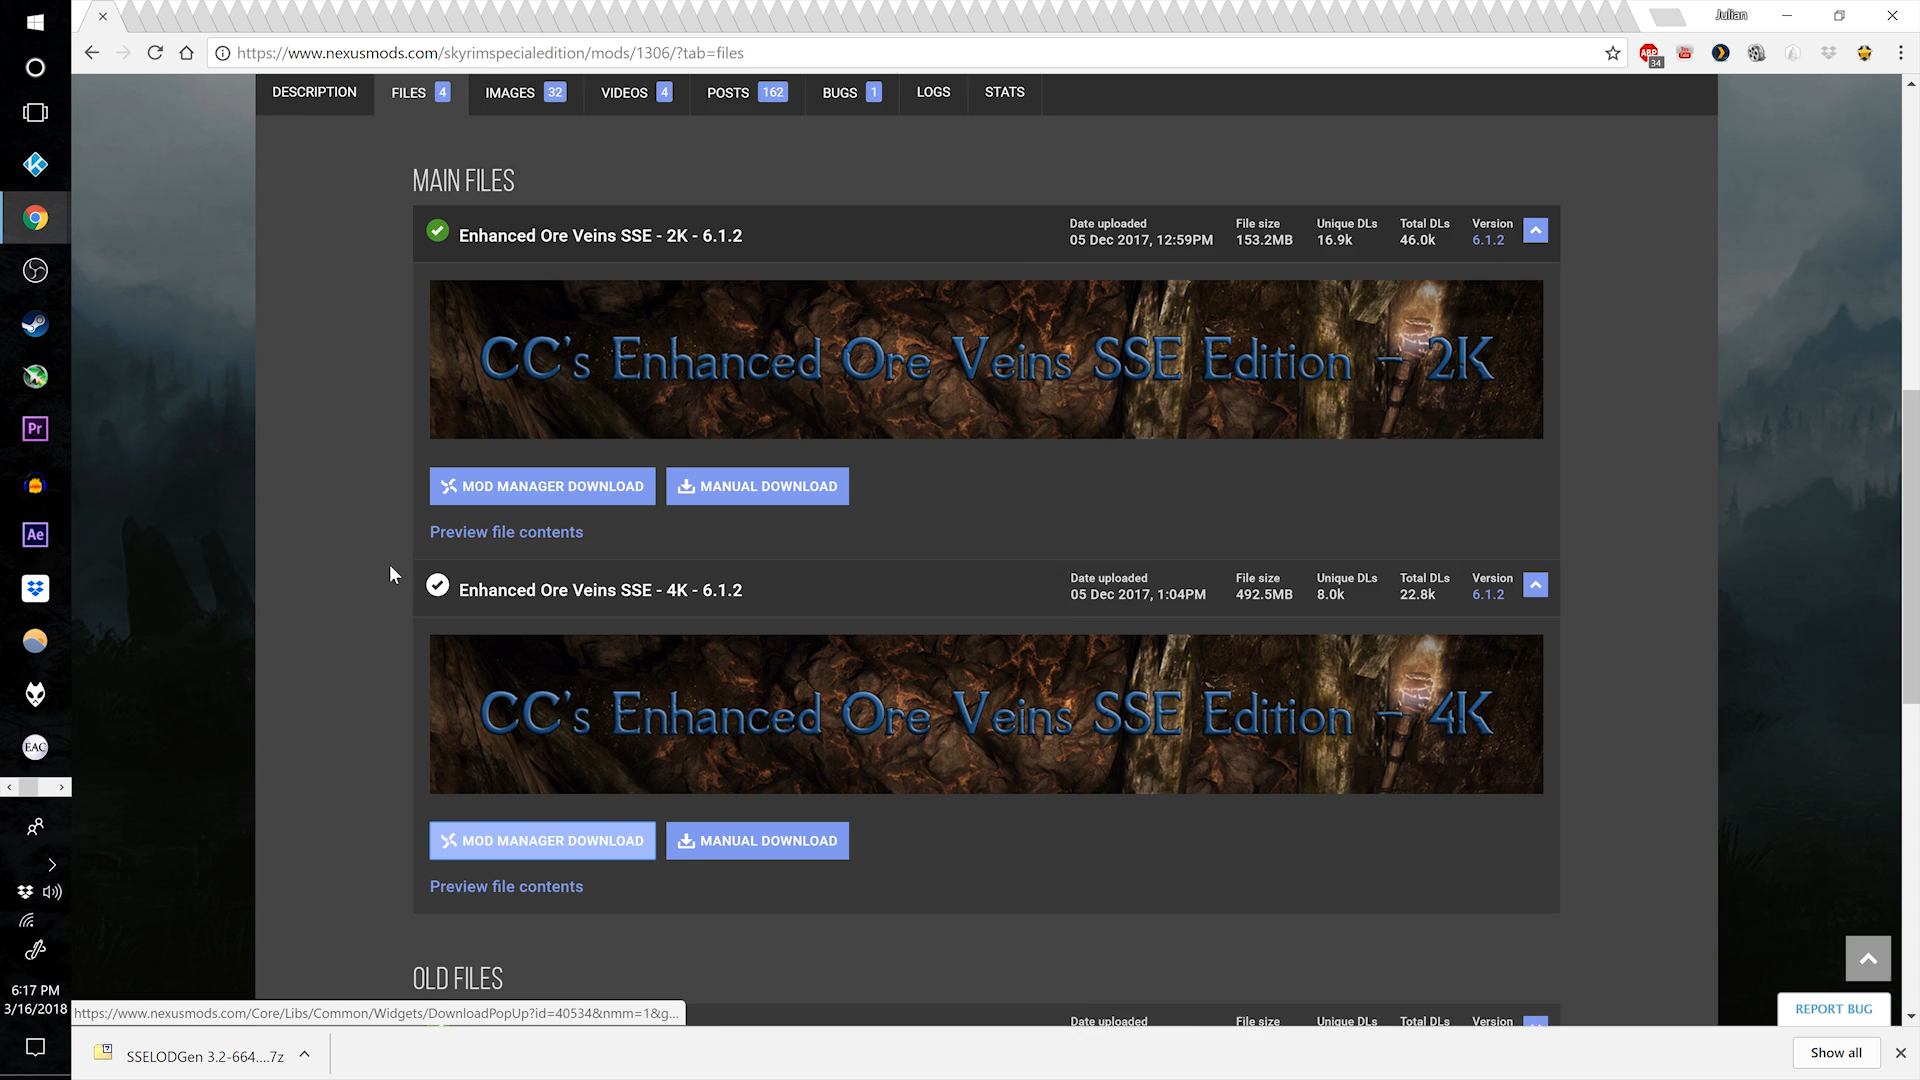 Julian
https://www.nexusmods.com/skyrimspecialedition/mods/1306/?tab=files
ABP
34
DESCRIPTION
FILES 4
IMAGES 32
VIDEOS 4
POSTS 162
BUGS 1
LOGS
STATS
MAIN FILES
Enhanced Ore Veins SSE - 2K - 6.1.2
Date uploaded
05 Dec 2017, 12:59PM
File size
153.2MB
Unique DLs
16.9k
Total DLs
46.0k
Version
6.1.2
CC's Enhanced Ore Veins SSE Edition - 2K
MOD MANAGER DOWNLOAD
MANUAL DOWNLOAD
Preview file contents
Enhanced Ore Veins SSE - 4K - 6.1.2
Date uploaded
05 Dec 2017, 1:04PM
File size
492.5MB
Unique DLs
8.0k
Total DLs
22.8k
Version
6.1.2
CC's Enhanced Ore Veins SSE Edition - 4K
MOD MANAGER DOWNLOAD
MANUAL DOWNLOAD
Preview file contents
OLD FILES
Date uploaded
File size
Unique DLs
Total DLs
Version
REPORT BUG
https://www.nexusmods.com/Core/Libs/Common/Widgets/DownloadPopUp?id=40534&nmm=1&g...
SSELODGen 3.2-664....7z
Show all
Pr
Ae
EAC
6:17 PM
3/16/2018